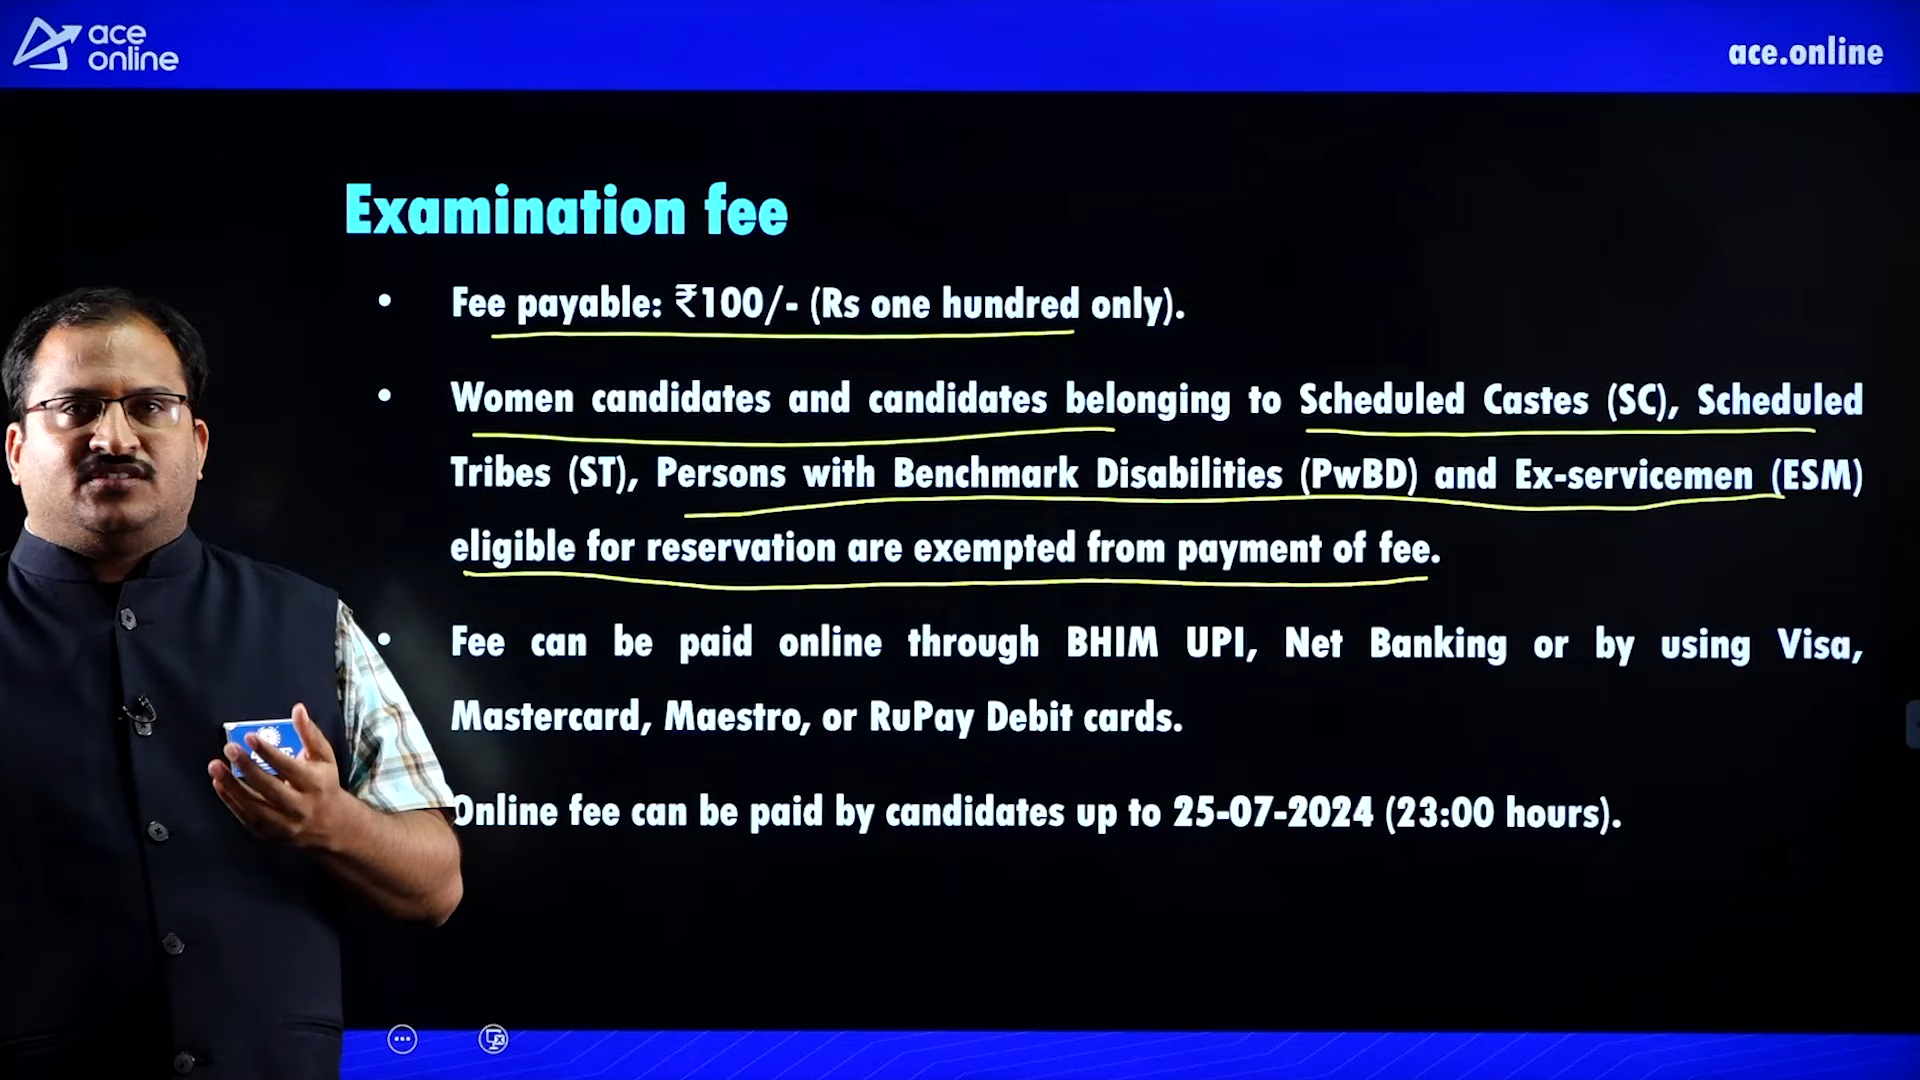 ace
online
ace.online
Examination fee
• Fee payable: ₹100/- (Rs one hundred only).
• Women candidates and candidates belonging to Scheduled Castes (SC), Scheduled
Tribes (ST), Persons with Benchmark Disabilities (PwBD) and Ex-servicemen (ESM)
eligible for reservation are exempted from payment of fee.
• Fee can be paid online through BHIM UPI, Net Banking or by using Visa,
Mastercard, Maestro, or RuPay Debit cards.
Online fee can be paid by candidates up to 25-07-2024 (23:00 hours).